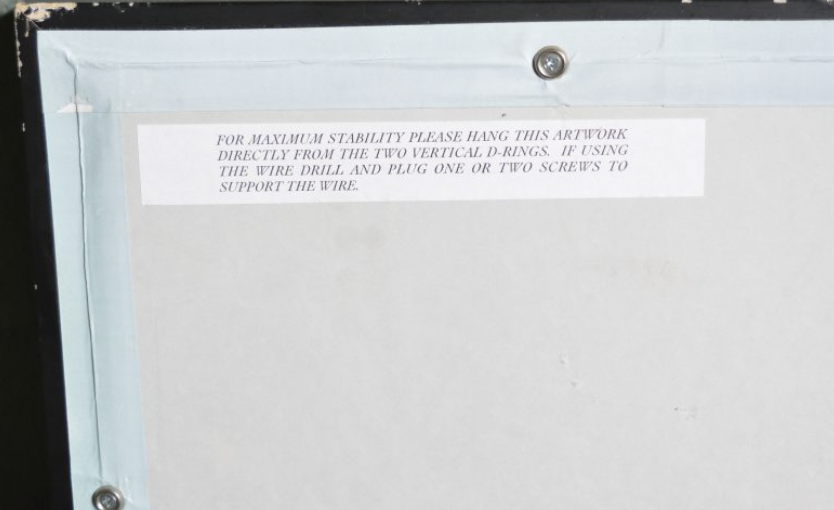 FOR MAXIMUM STABILITY PLEASE HANG THIS ARTWORK
DIRECTLY FROM THE TWO VERTICAL D-RINGS. IF USING
THE WIRE DRILL AND PLUG ONE OR TWO SCREWS TO
SUPPORT THE WIRE.